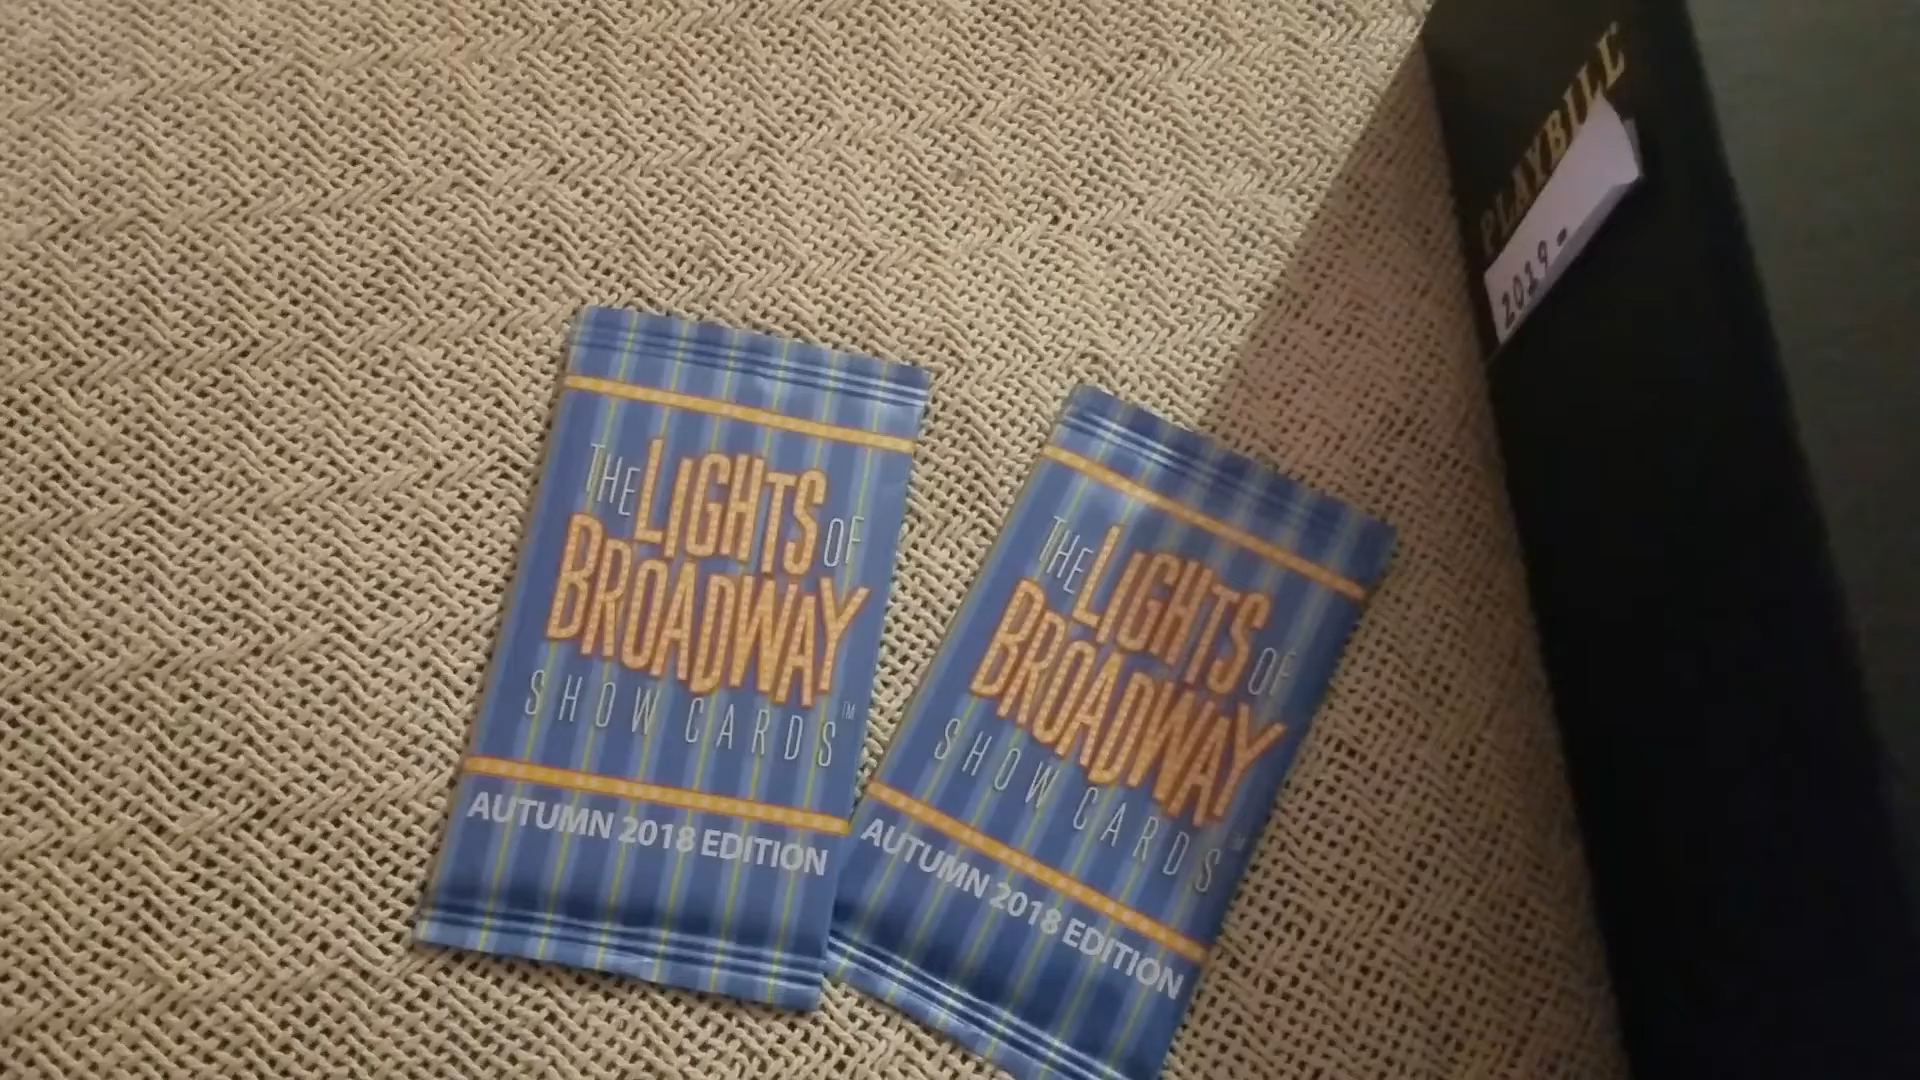 THE LIGHTS OF
BROADWAY
SHOW CARDS™
AUTUMN 2018 EDITION
THE LIGHTS OF
BROADWAY
SHOW CARDS™
AUTUMN 2018 EDITION
PLAYBILL
2019-